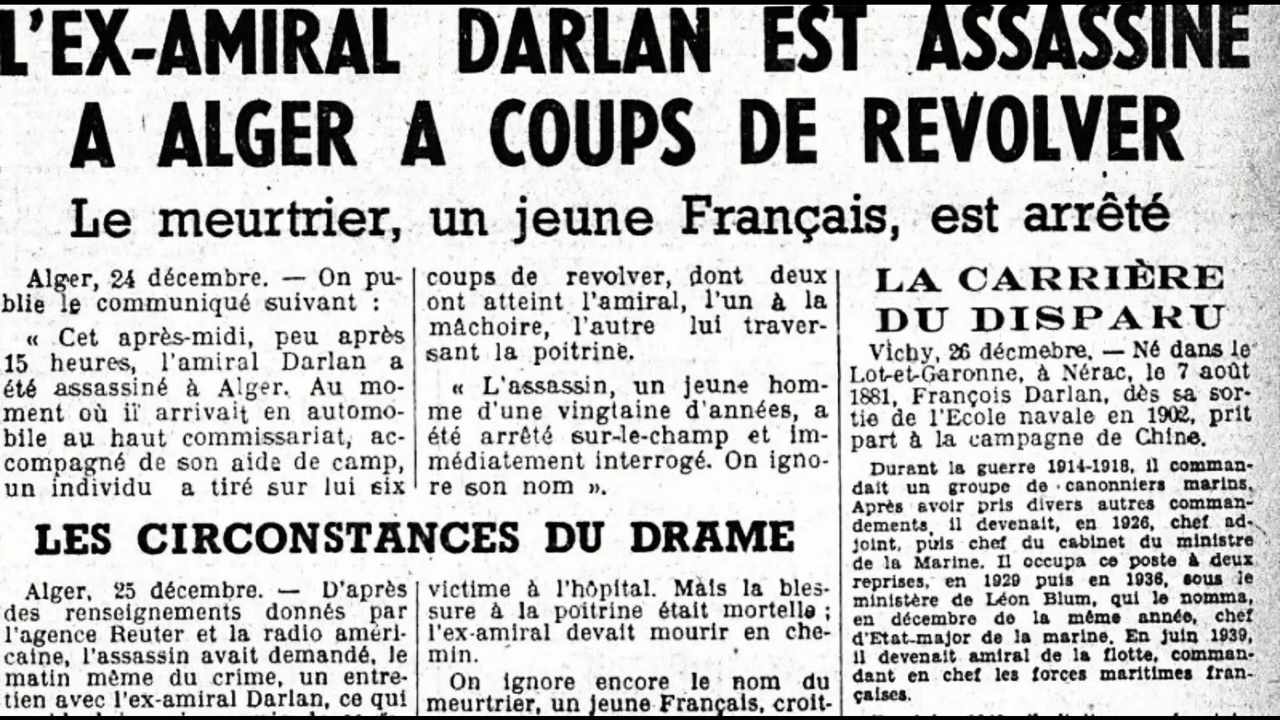 L'EX-AMIRAL DARLAN EST ASSASSINÉ
A ALGER A COUPS DE REVOLVER
Le meurtrier, un jeune Français, est arrêté
Alger, 24 décembre. — On pu-
blie le communiqué suivant :
« Cet après-midi, peu après
15 heures, l'amiral Darlan a
été assassiné à Alger. Au mo-
ment où il arrivait en automo-
bile au haut commissariat, ac-
compagné de son aide de camp,
un individu a tiré sur lui six
coups de revolver, dont deux
ont atteint l'amiral, l'un à la
mâchoire, l'autre lui traver-
sant la poitrine.
« L'assassin, un jeune hom-
me d'une vingtaine d'années, a
été arrêté sur-le-champ et im-
médiatement interrogé. On igno-
re son nom ».
LES CIRCONSTANCES DU DRAME
Alger, 25 décembre. — D'après
des renseignements donnés par
l'agence Reuter et la radio améri-
caine, l'assassin avait demandé, le
matin même du crime, un entre-
tien avec l'ex-amiral Darlan, ce qui
victime à l'hôpital. Mais la bles-
sure à la poitrine était mortelle ;
l'ex-amiral devait mourir en che-
min.
On ignore encore le nom du
meurtrier, un jeune Français, croit-
LA CARRIÈRE
DU DISPARU
Vichy, 26 décmebre. — Né dans le
Lot-et-Garonne, à Nérac, le 7 août
1881, François Darlan, dès sa sor-
tie de l'Ecole navale en 1902, prit
part à la campagne de Chine.
Durant la guerre 1914-1918, il comman-
dait un groupe de canonniers marins.
Après avoir pris divers autres comman-
dements, il devenait, en 1926, chef ad-
joint, puis chef du cabinet du ministre
de la Marine. Il occupa ce poste à deux
reprises, en 1929 puis en 1936, sous le
ministère de Léon Blum, qui le nomma,
en décembre de la même année, chef
d'Etat-major de la marine. En juin 1939,
il devenait amiral de la flotte, comman-
dant en chef les forces maritimes fran-
çaises.